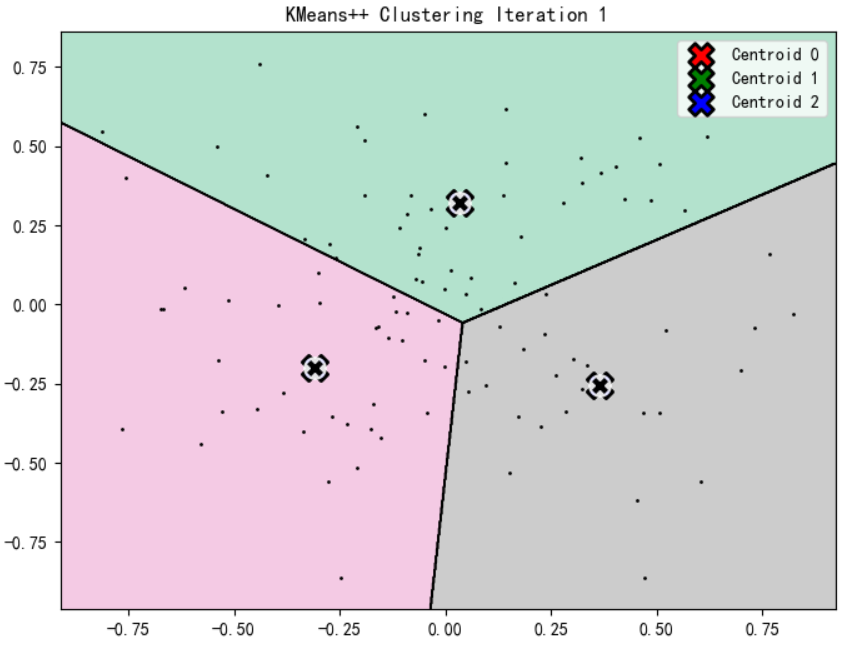 KMeans++ Clustering Iteration 1
Centroid 0
Centroid 1
Centroid 2
0.75
0.50
0.25
0.00
−0.25
−0.50
−0.75
−0.75 −0.50 −0.25 0.00 0.25 0.50 0.75